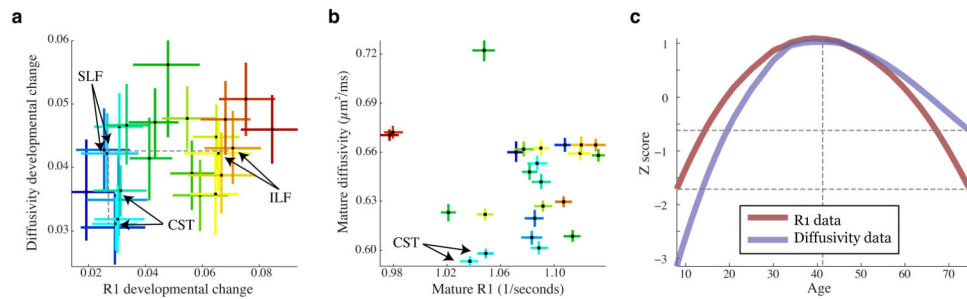 a
0.06
0.05
0.04
0.03
Diffusivity developmental change
SLF
CST
ILF
0.02
0.04
0.06
0.08
R1 developmental change
b
0.72
0.68
0.66
0.64
0.60
Mature diffusivity (μm²/ms)
CST
0.98
1.02
1.06
1.10
Mature R1 (1/seconds)
c
1
0
-1
-2
-3
Z score
R1 data
Diffusivity data
10
20
30
40
50
60
70
Age